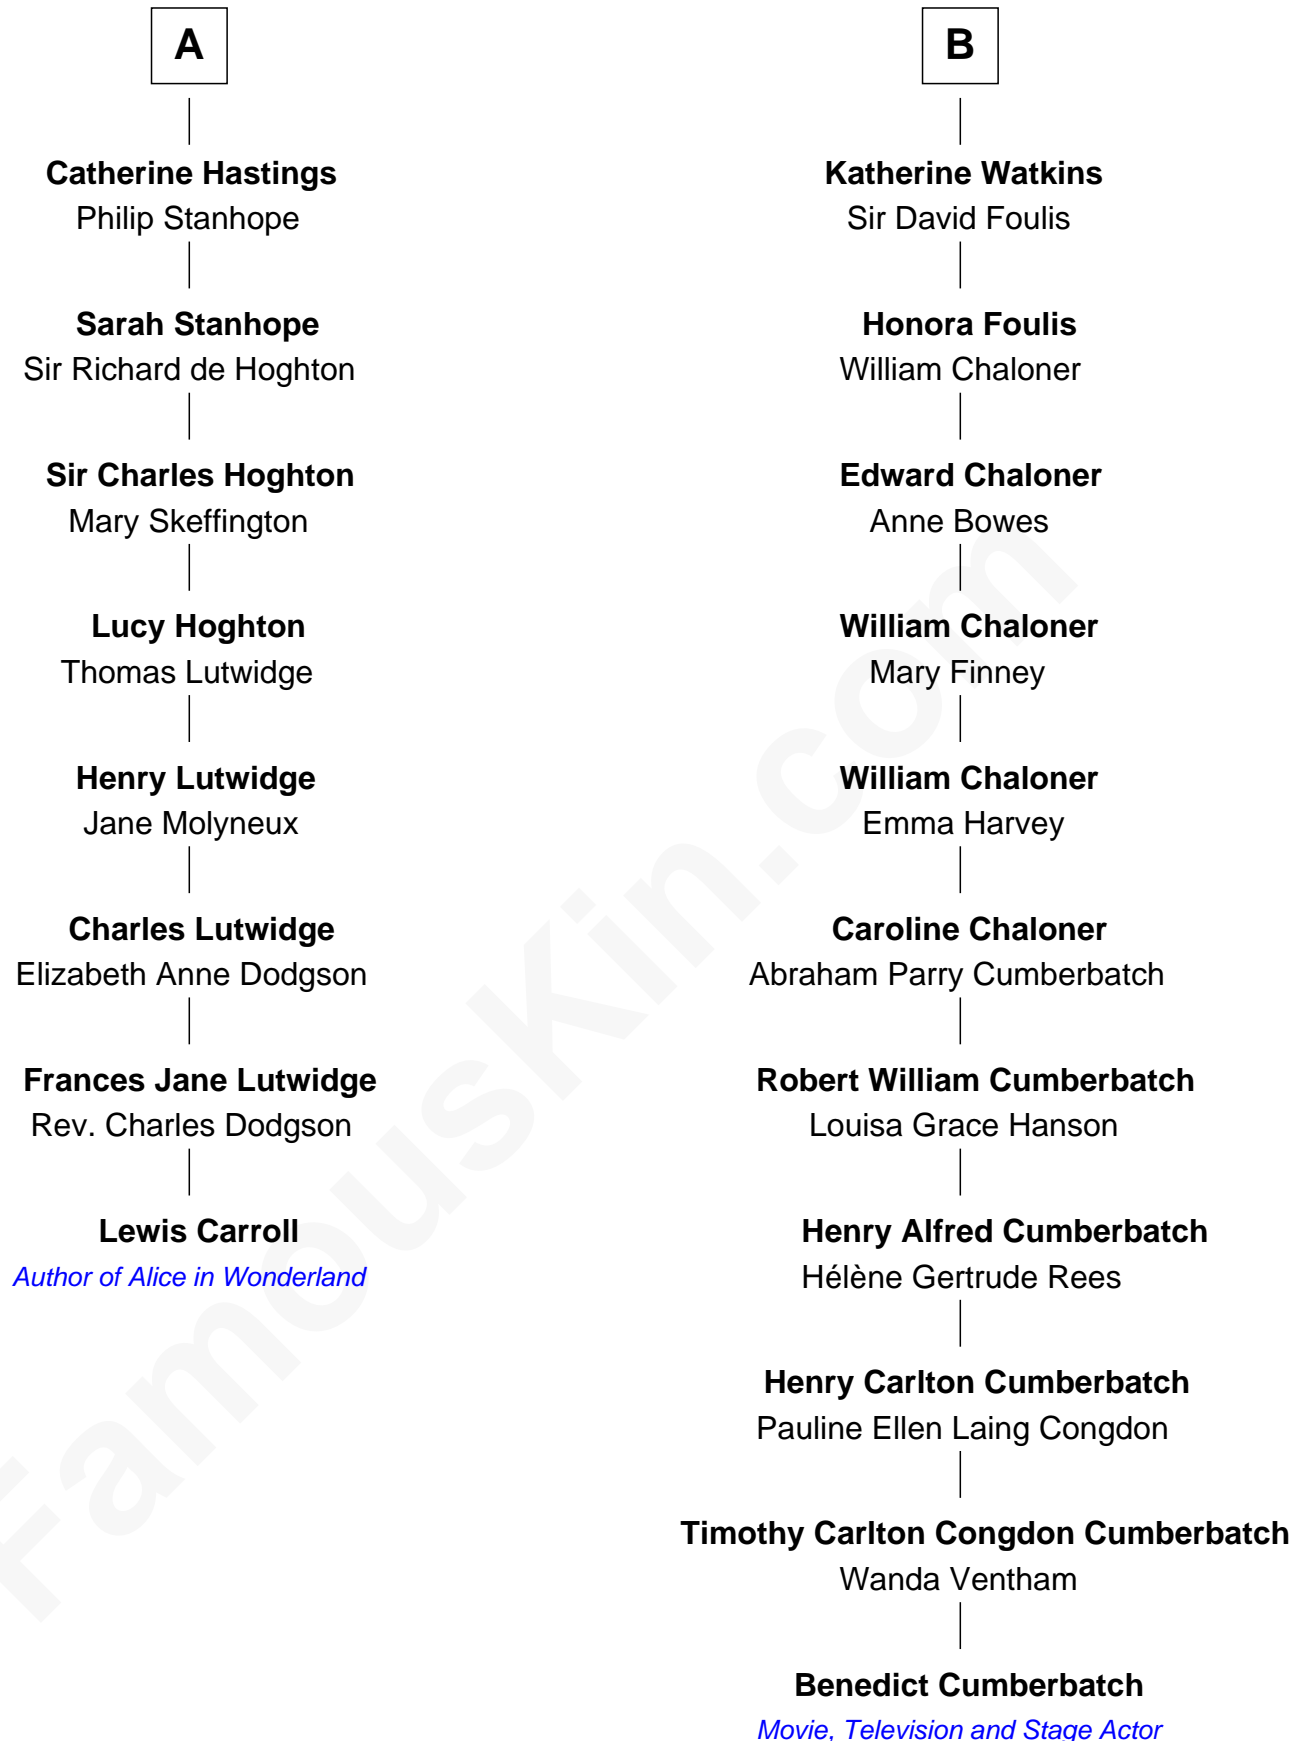 A
Catherine Hastings
Philip Stanhope
Sarah Stanhope
Sir Richard de Hoghton
Sir Charles Hoghton
Mary Skeffington
Lucy Hoghton
Thomas Lutwidge
Henry Lutwidge
Jane Molyneux
Charles Lutwidge
Elizabeth Anne Dodgson
Frances Jane Lutwidge
Rev. Charles Dodgson
Lewis Carroll
Author of Alice in Wonderland
B
Katherine Watkins
Sir David Foulis
Honora Foulis
William Chaloner
Edward Chaloner
Anne Bowes
William Chaloner
Mary Finney
William Chaloner
Emma Harvey
Caroline Chaloner
Abraham Parry Cumberbatch
Robert William Cumberbatch
Louisa Grace Hanson
Henry Alfred Cumberbatch
Hélène Gertrude Rees
Henry Carlton Cumberbatch
Pauline Ellen Laing Congdon
Timothy Carlton Congdon Cumberbatch
Wanda Ventham
Benedict Cumberbatch
Movie, Television and Stage Actor
FamousKin.com